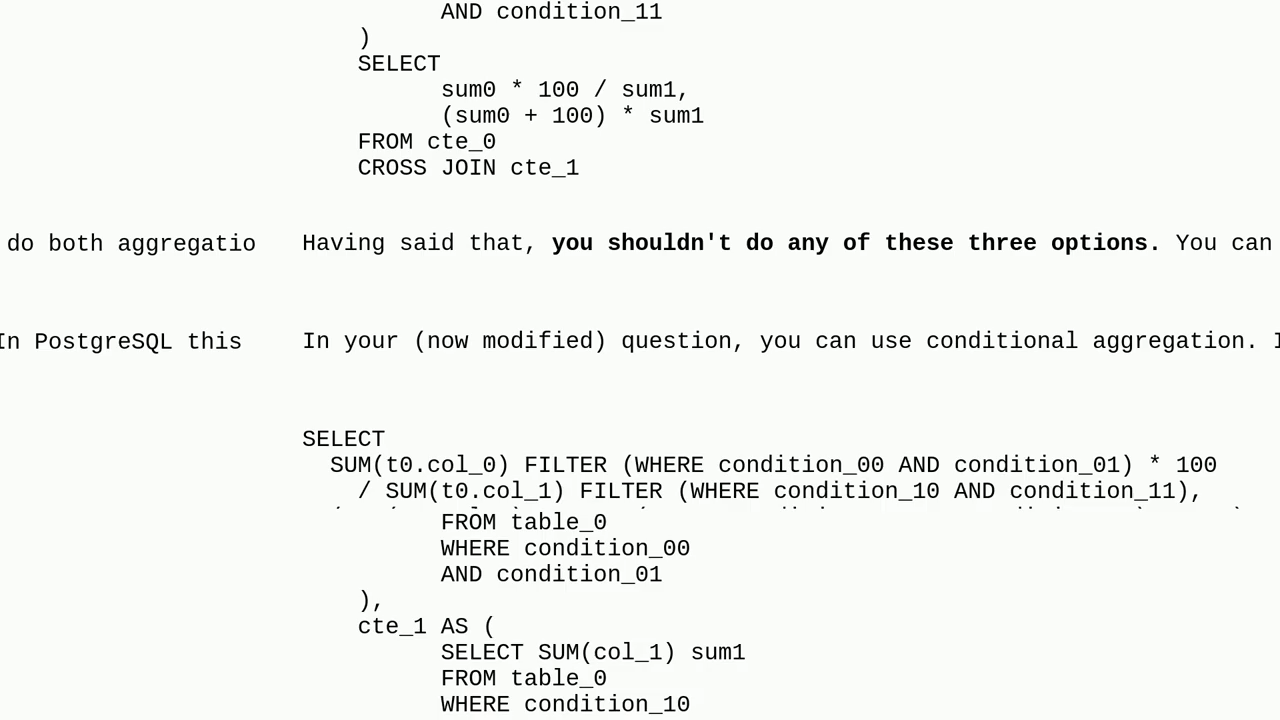 AND condition_11
)
SELECT
sum0 * 100 / sum1,
(sum0 + 100) * sum1
FROM cte_0
CROSS JOIN cte_1
do both aggregatio Having said that, you shouldn't do any of these three options. You can
In PostgreSQL this In your (now modified) question, you can use conditional aggregation. I
SELECT
SUM(t0.col_0) FILTER (WHERE condition_00 AND condition_01) * 100
/ SUM(t0.col_1) FILTER (WHERE condition_10 AND condition_11),
FROM table_0
WHERE condition_00
AND condition_01
),
cte_1 AS (
SELECT SUM(col_1) sum1
FROM table_0
WHERE condition_10